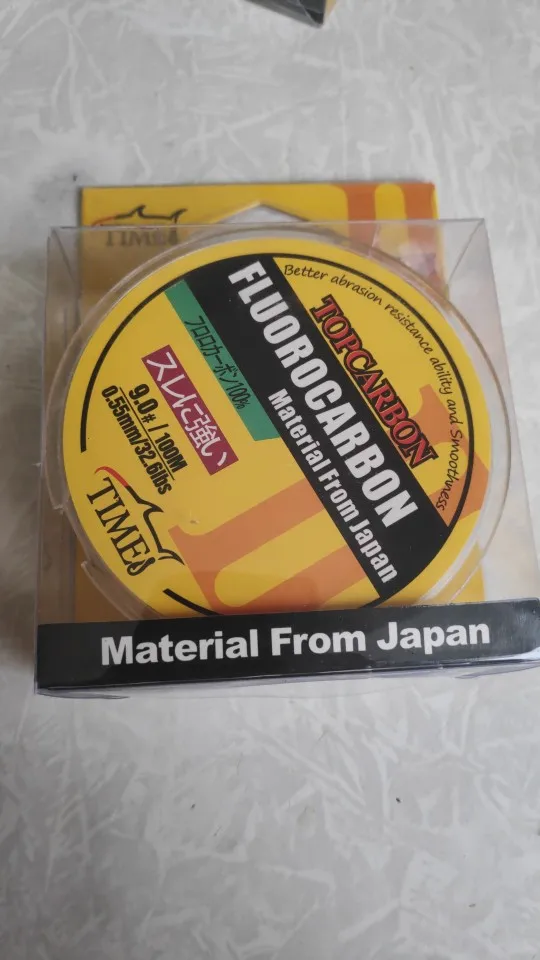 TIMES
Better abrasion resistance ability and Smoothness
TOPCARBON
FLUOROCARBON
Material From Japan
フロロカーボン100%
スレに強い
9.0# / 100M
0.55mm/32.6lbs
TIMES
Material From Japan